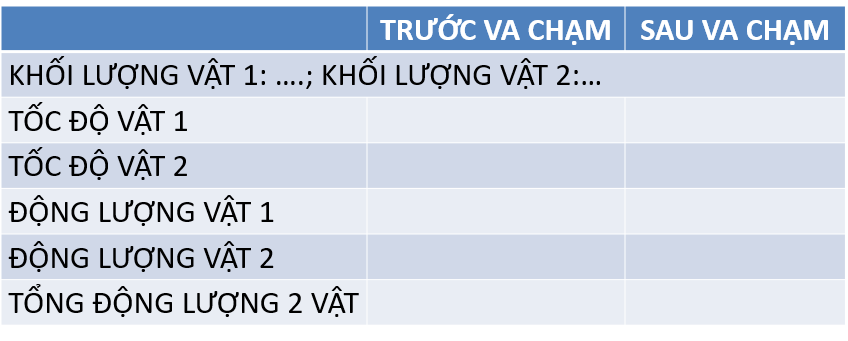 TRƯỚC VA CHẠM SAU VA CHẠM
KHỐI LƯỢNG VẬT 1: ....; KHỐI LƯỢNG VẬT 2:...
TỐC ĐỘ VẬT 1
TỐC ĐỘ VẬT 2
ĐỘNG LƯỢNG VẬT 1
ĐỘNG LƯỢNG VẬT 2
TỔNG ĐỘNG LƯỢNG 2 VẬT